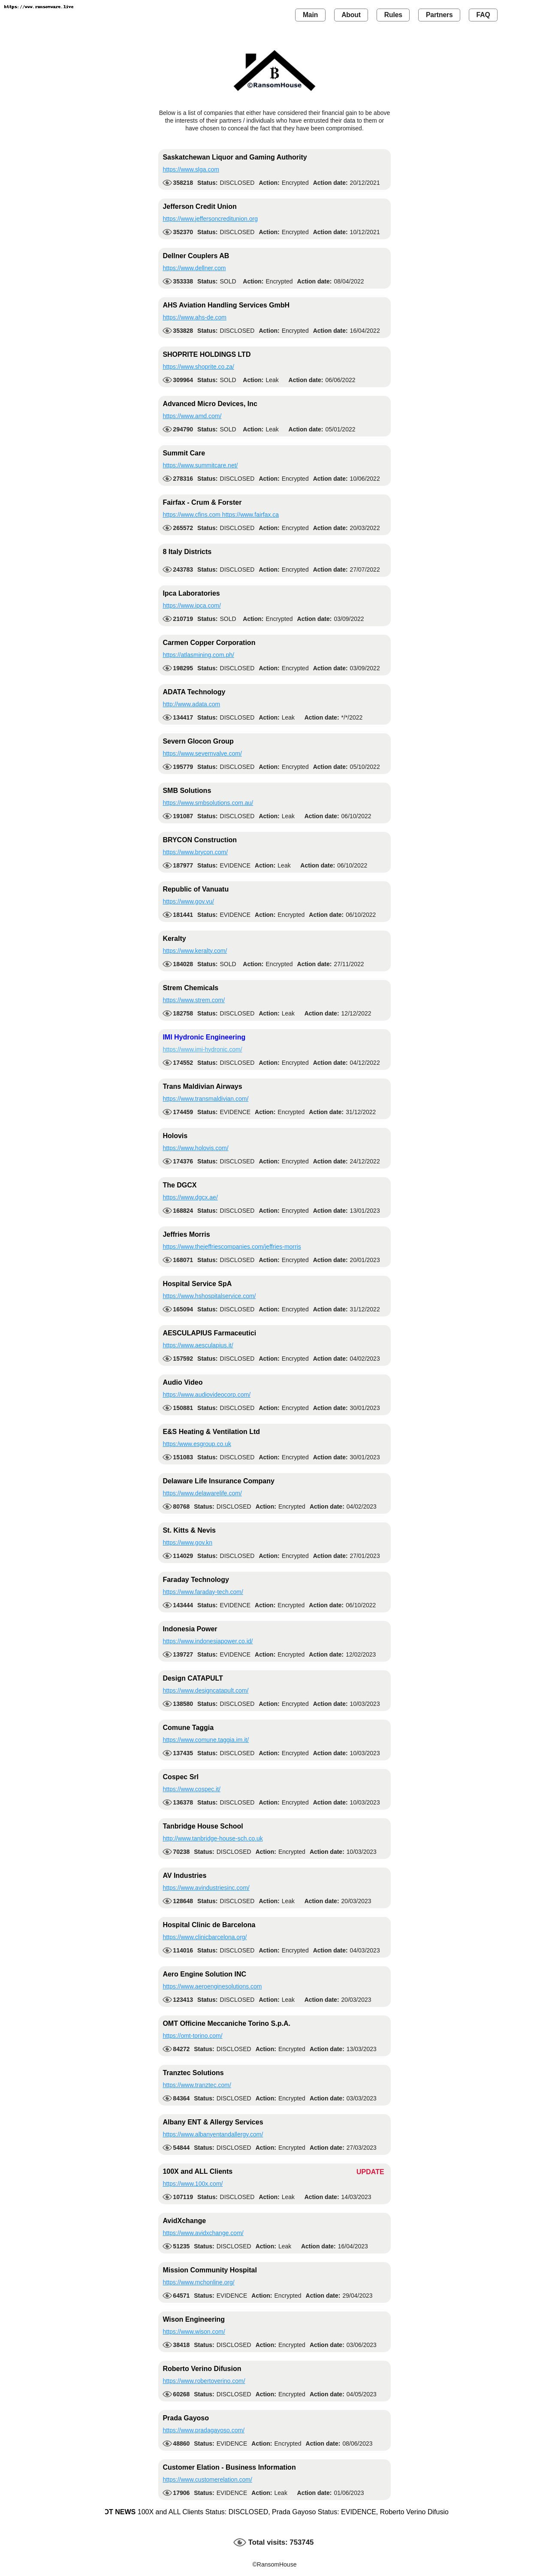 https://www.ransomware.live
Main About Rules Partners FAQ
B
©RansomHouse
Below is a list of companies that either have considered their financial gain to be above
the interests of their partners / individuals who have entrusted their data to them or
have chosen to conceal the fact that they have been compromised.
Saskatchewan Liquor and Gaming Authority
https://www.slga.com
358218 Status: DISCLOSED Action: Encrypted Action date: 20/12/2021
Jefferson Credit Union
https://www.jeffersoncreditunion.org
352370 Status: DISCLOSED Action: Encrypted Action date: 10/12/2021
Dellner Couplers AB
https://www.dellner.com
353338 Status: SOLD Action: Encrypted Action date: 08/04/2022
AHS Aviation Handling Services GmbH
https://www.ahs-de.com
353828 Status: DISCLOSED Action: Encrypted Action date: 16/04/2022
SHOPRITE HOLDINGS LTD
https://www.shoprite.co.za/
309964 Status: SOLD Action: Leak Action date: 06/06/2022
Advanced Micro Devices, Inc
https://www.amd.com/
294790 Status: SOLD Action: Leak Action date: 05/01/2022
Summit Care
https://www.summitcare.net/
278316 Status: DISCLOSED Action: Encrypted Action date: 10/06/2022
Fairfax - Crum & Forster
https://www.cfins.com https://www.fairfax.ca
265572 Status: DISCLOSED Action: Encrypted Action date: 20/03/2022
8 Italy Districts
243783 Status: DISCLOSED Action: Encrypted Action date: 27/07/2022
Ipca Laboratories
https://www.ipca.com/
210719 Status: SOLD Action: Encrypted Action date: 03/09/2022
Carmen Copper Corporation
https://atlasmining.com.ph/
198295 Status: DISCLOSED Action: Encrypted Action date: 03/09/2022
ADATA Technology
http://www.adata.com
134417 Status: DISCLOSED Action: Leak Action date: */*/2022
Severn Glocon Group
https://www.severnvalve.com/
195779 Status: DISCLOSED Action: Encrypted Action date: 05/10/2022
SMB Solutions
https://www.smbsolutions.com.au/
191087 Status: DISCLOSED Action: Leak Action date: 06/10/2022
BRYCON Construction
https://www.brycon.com/
187977 Status: EVIDENCE Action: Leak Action date: 06/10/2022
Republic of Vanuatu
https://www.gov.vu/
181441 Status: EVIDENCE Action: Encrypted Action date: 06/10/2022
Keralty
https://www.keralty.com/
184028 Status: SOLD Action: Encrypted Action date: 27/11/2022
Strem Chemicals
https://www.strem.com/
182758 Status: DISCLOSED Action: Leak Action date: 12/12/2022
IMI Hydronic Engineering
https://www.imi-hydronic.com/
174552 Status: DISCLOSED Action: Encrypted Action date: 04/12/2022
Trans Maldivian Airways
https://www.transmaldivian.com/
174459 Status: EVIDENCE Action: Encrypted Action date: 31/12/2022
Holovis
https://www.holovis.com/
174376 Status: DISCLOSED Action: Encrypted Action date: 24/12/2022
The DGCX
https://www.dgcx.ae/
168824 Status: DISCLOSED Action: Encrypted Action date: 13/01/2023
Jeffries Morris
https://www.thejeffriescompanies.com/jeffries-morris
168071 Status: DISCLOSED Action: Encrypted Action date: 20/01/2023
Hospital Service SpA
https://www.hshospitalservice.com/
165094 Status: DISCLOSED Action: Encrypted Action date: 31/12/2022
AESCULAPIUS Farmaceutici
https://www.aesculapius.it/
157592 Status: DISCLOSED Action: Encrypted Action date: 04/02/2023
Audio Video
https://www.audiovideocorp.com/
150881 Status: DISCLOSED Action: Encrypted Action date: 30/01/2023
E&S Heating & Ventilation Ltd
https:/www.esgroup.co.uk
151083 Status: DISCLOSED Action: Encrypted Action date: 30/01/2023
Delaware Life Insurance Company
https://www.delawarelife.com/
80768 Status: DISCLOSED Action: Encrypted Action date: 04/02/2023
St. Kitts & Nevis
https://www.gov.kn
114029 Status: DISCLOSED Action: Encrypted Action date: 27/01/2023
Faraday Technology
https://www.faraday-tech.com/
143444 Status: EVIDENCE Action: Encrypted Action date: 06/10/2022
Indonesia Power
https://www.indonesiapower.co.id/
139727 Status: EVIDENCE Action: Encrypted Action date: 12/02/2023
Design CATAPULT
https://www.designcatapult.com/
138580 Status: DISCLOSED Action: Encrypted Action date: 10/03/2023
Comune Taggia
https://www.comune.taggia.im.it/
137435 Status: DISCLOSED Action: Encrypted Action date: 10/03/2023
Cospec Srl
https://www.cospec.it/
136378 Status: DISCLOSED Action: Encrypted Action date: 10/03/2023
Tanbridge House School
http://www.tanbridge-house-sch.co.uk
70238 Status: DISCLOSED Action: Encrypted Action date: 10/03/2023
AV Industries
https://www.avindustriesinc.com/
128648 Status: DISCLOSED Action: Leak Action date: 20/03/2023
Hospital Clinic de Barcelona
https://www.clinicbarcelona.org/
114016 Status: DISCLOSED Action: Encrypted Action date: 04/03/2023
Aero Engine Solution INC
https://www.aeroenginesolutions.com
123413 Status: DISCLOSED Action: Leak Action date: 20/03/2023
OMT Officine Meccaniche Torino S.p.A.
https://omt-torino.com/
84272 Status: DISCLOSED Action: Encrypted Action date: 13/03/2023
Tranztec Solutions
https://www.tranztec.com/
84364 Status: DISCLOSED Action: Encrypted Action date: 03/03/2023
Albany ENT & Allergy Services
https://www.albanyentandallergy.com/
54844 Status: DISCLOSED Action: Encrypted Action date: 27/03/2023
100X and ALL Clients UPDATE
https://www.100x.com/
107119 Status: DISCLOSED Action: Leak Action date: 14/03/2023
AvidXchange
https://www.avidxchange.com/
51235 Status: DISCLOSED Action: Leak Action date: 16/04/2023
Mission Community Hospital
https://www.mchonline.org/
64571 Status: EVIDENCE Action: Encrypted Action date: 29/04/2023
Wison Engineering
https://www.wison.com/
38418 Status: DISCLOSED Action: Encrypted Action date: 03/06/2023
Roberto Verino Difusion
https://www.robertoverino.com/
60268 Status: DISCLOSED Action: Encrypted Action date: 04/05/2023
Prada Gayoso
https://www.pradagayoso.com/
48860 Status: EVIDENCE Action: Encrypted Action date: 08/06/2023
Customer Elation - Business Information
https://www.customerelation.com/
17906 Status: EVIDENCE Action: Leak Action date: 01/06/2023
OT NEWS 100X and ALL Clients Status: DISCLOSED, Prada Gayoso Status: EVIDENCE, Roberto Verino Difusio
Total visits: 753745
©RansomHouse